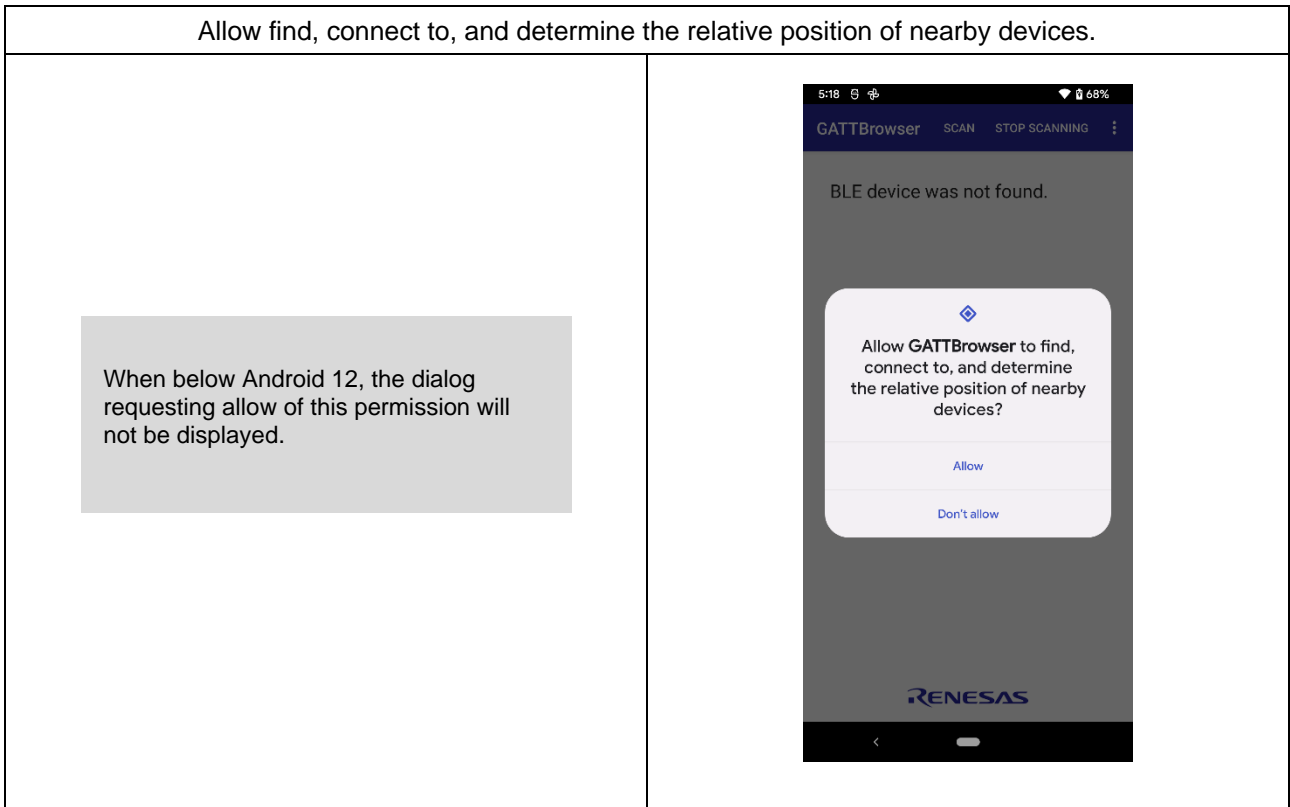 Allow find, connect to, and determine the relative position of nearby devices.
When below Android 12, the dialog
requesting allow of this permission will
not be displayed.
5:18 68%
GATTBrowser SCAN STOP SCANNING
BLE device was not found.
Allow GATTBrowser to find,
connect to, and determine
the relative position of nearby
devices?
Allow
Don't allow
RENESAS